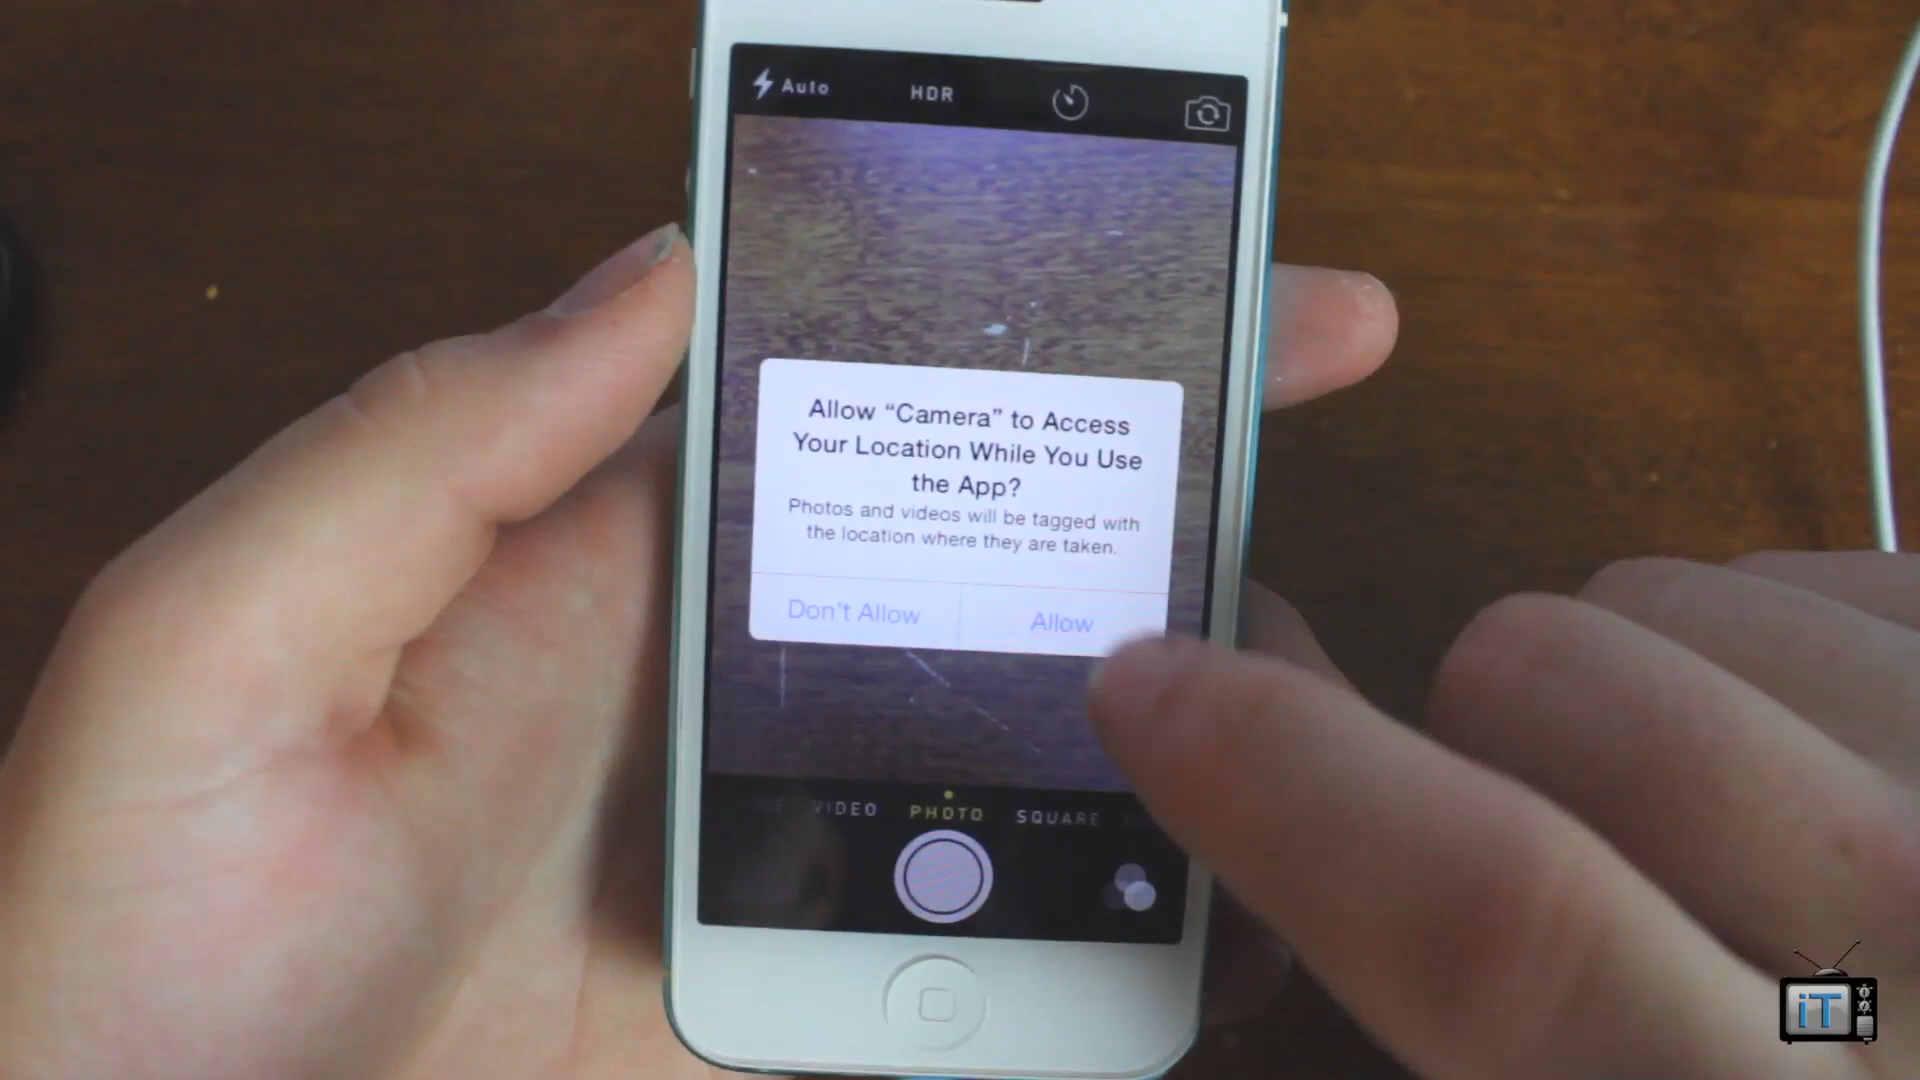 Auto
HDR
Allow “Camera” to Access
Your Location While You Use
the App?
Photos and videos will be tagged with
the location where they are taken.
Don't Allow
Allow
VIDEO PHOTO SQUARE
iT